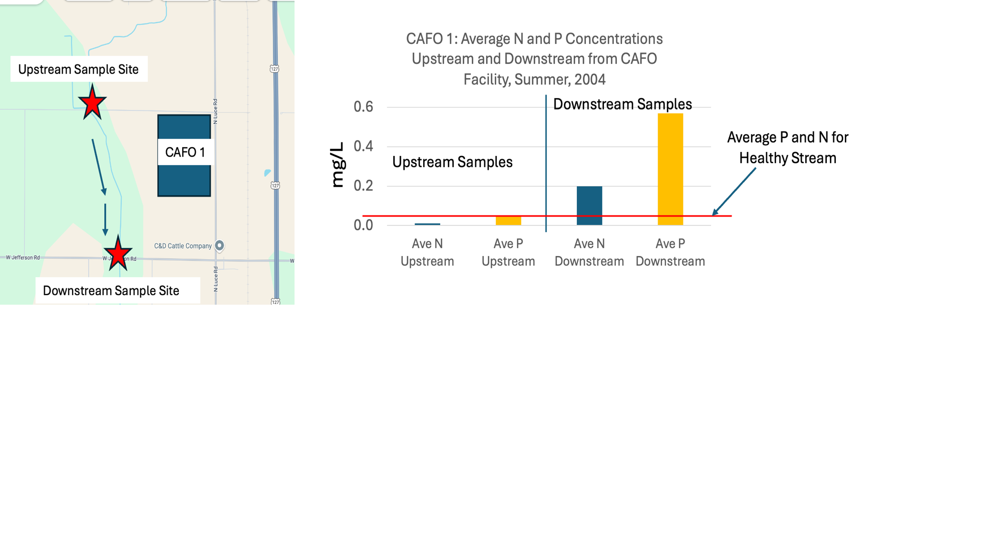 Upstream Sample Site
127
N Luce Rd
CAFO 1
127
C&D Cattle Company
W Jefferson Rd
W J on Rd
W
N Luce Rd
Downstream Sample Site
127
CAFO 1: Average N and P Concentrations
Upstream and Downstream from CAFO
Facility, Summer, 2004
mg/L
0.6
0.4
0.2
0.0
Upstream Samples
Downstream Samples
Average P and N for
Healthy Stream
Ave N
Upstream
Ave P
Upstream
Ave N
Downstream
Ave P
Downstream